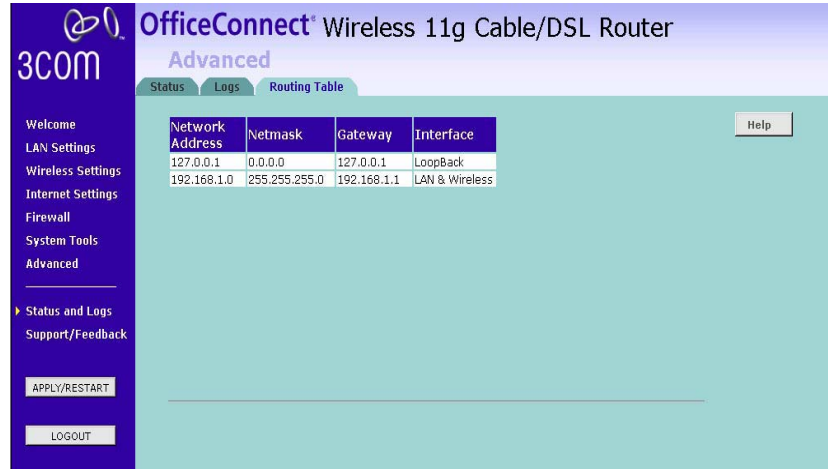 3COM
OfficeConnect® Wireless 11g Cable/DSL Router
Advanced
Status Logs Routing Table
Welcome
LAN Settings
Wireless Settings
Internet Settings
Firewall
System Tools
Advanced
Status and Logs
Support/Feedback
APPLY/RESTART
LOGOUT
Network Address Netmask Gateway Interface
127.0.0.1 0.0.0.0 127.0.0.1 LoopBack
192.168.1.0 255.255.255.0 192.168.1.1 LAN & Wireless
Help